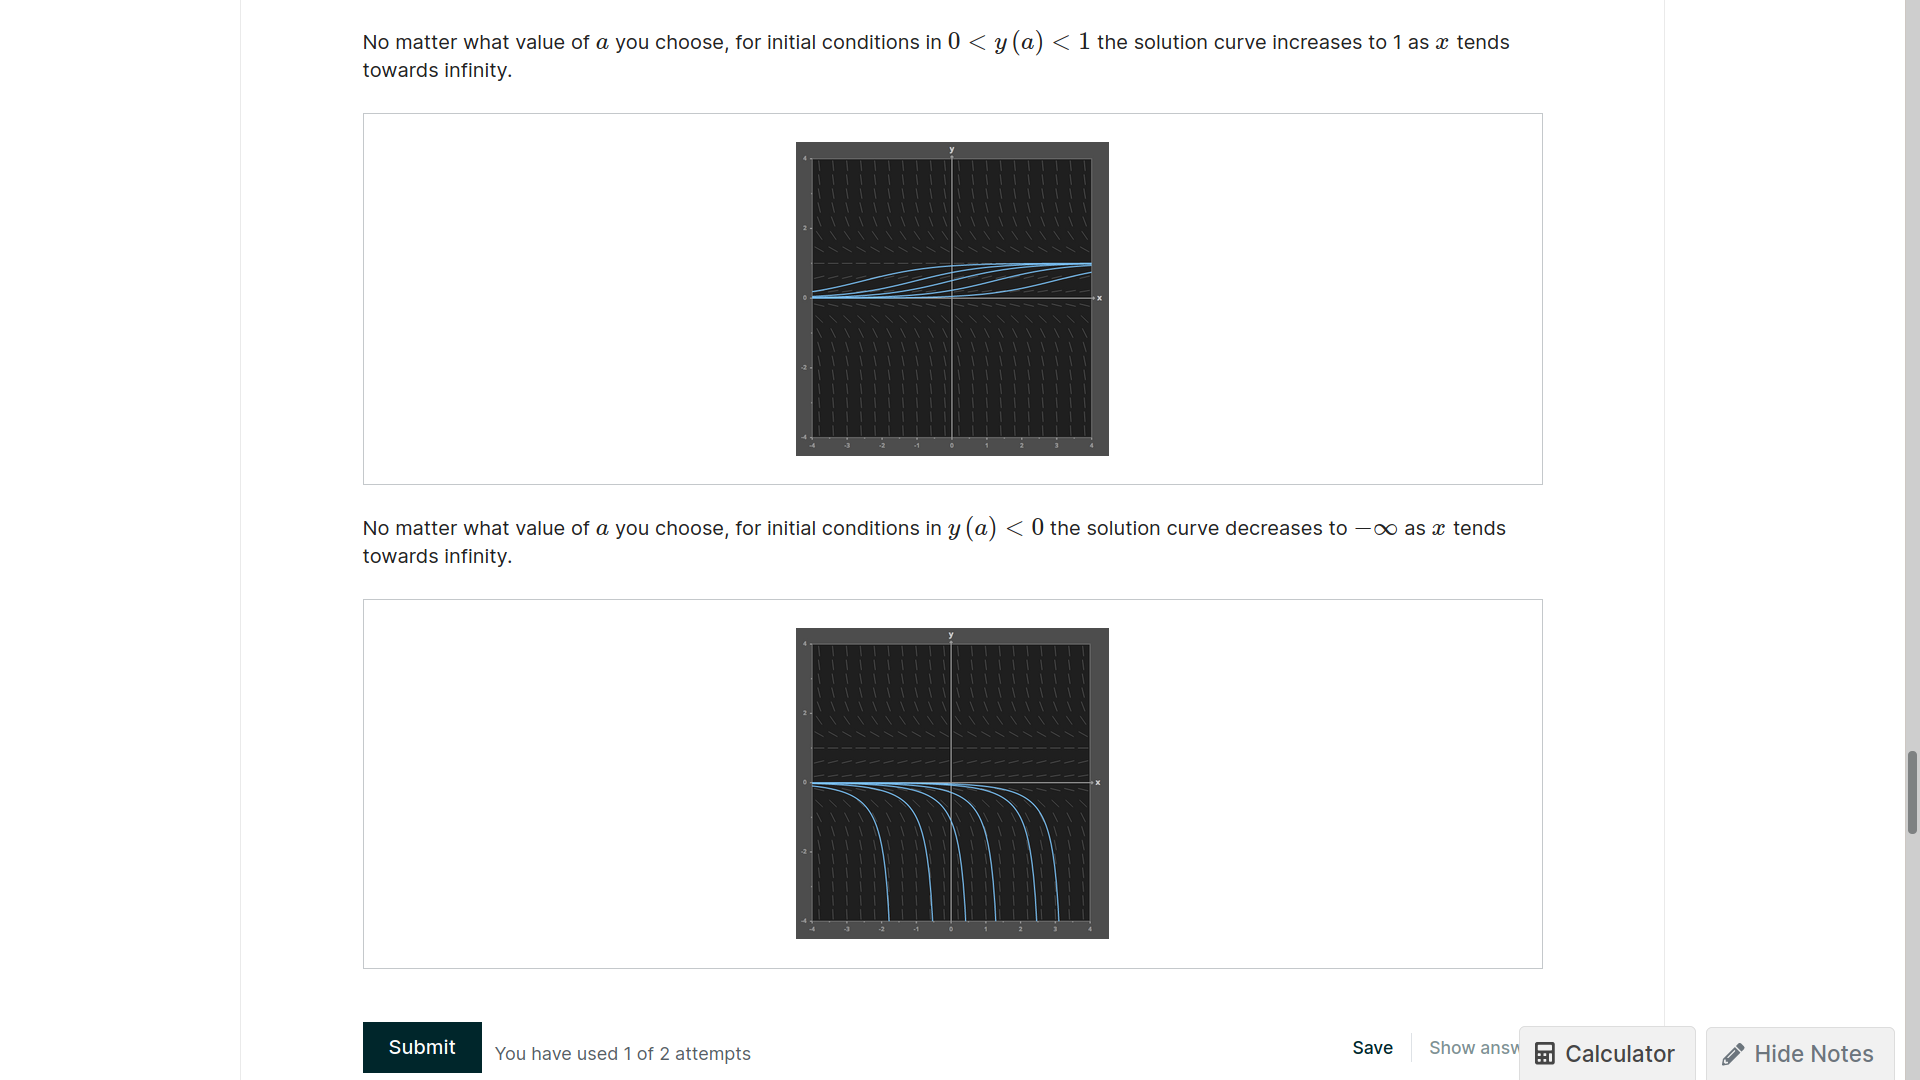 No matter what value of a you choose, for initial conditions in 0 < y (a) < 1 the solution curve increases to 1 as x tends
towards infinity.
y
4
2
0
x
-2
-4
-4 -3 -2 -1 0 1 2 3 4
No matter what value of a you choose, for initial conditions in y (a) < 0 the solution curve decreases to −∞ as x tends
towards infinity.
y
4
2
0
x
-2
-4
-4 -3 -2 -1 0 1 2 3 4
Submit
You have used 1 of 2 attempts
Save
Show answ
Calculator
Hide Notes